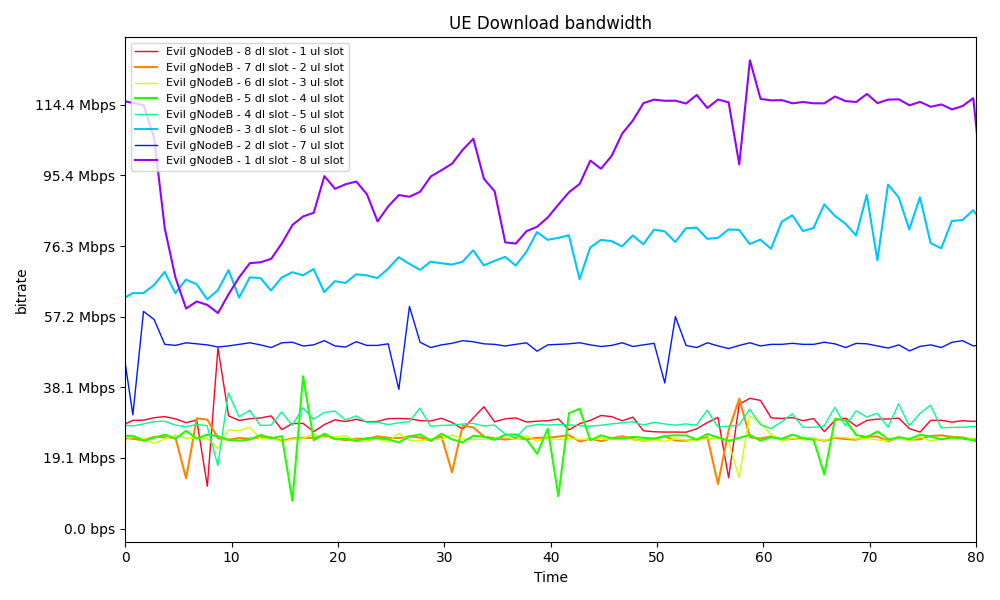 UE Download bandwidth
Evil gNodeB - 8 dl slot - 1 ul slot
Evil gNodeB - 7 dl slot - 2 ul slot
Evil gNodeB - 6 dl slot - 3 ul slot
Evil gNodeB - 5 dl slot - 4 ul slot
Evil gNodeB - 4 dl slot - 5 ul slot
Evil gNodeB - 3 dl slot - 6 ul slot
Evil gNodeB - 2 dl slot - 7 ul slot
Evil gNodeB - 1 dl slot - 8 ul slot
114.4 Mbps
95.4 Mbps
76.3 Mbps
57.2 Mbps
38.1 Mbps
19.1 Mbps
0.0 bps
bitrate
0 10 20 30 40 50 60 70 80
Time